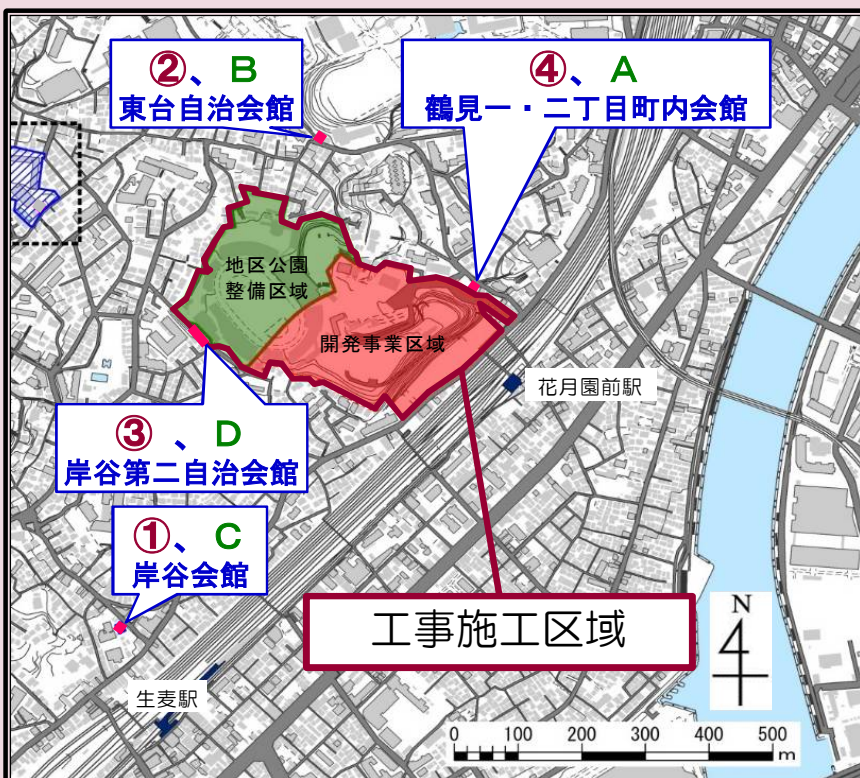 ②、B
東台自治会館
④、A
鶴見一・二丁目町内会館
地区公園
整備区域
開発事業区域
花月園前駅
③ 、D
岸谷第二自治会館
①、C
岸谷会館
工事施工区域
N
生麦駅
0 100 200 300 400 500
m